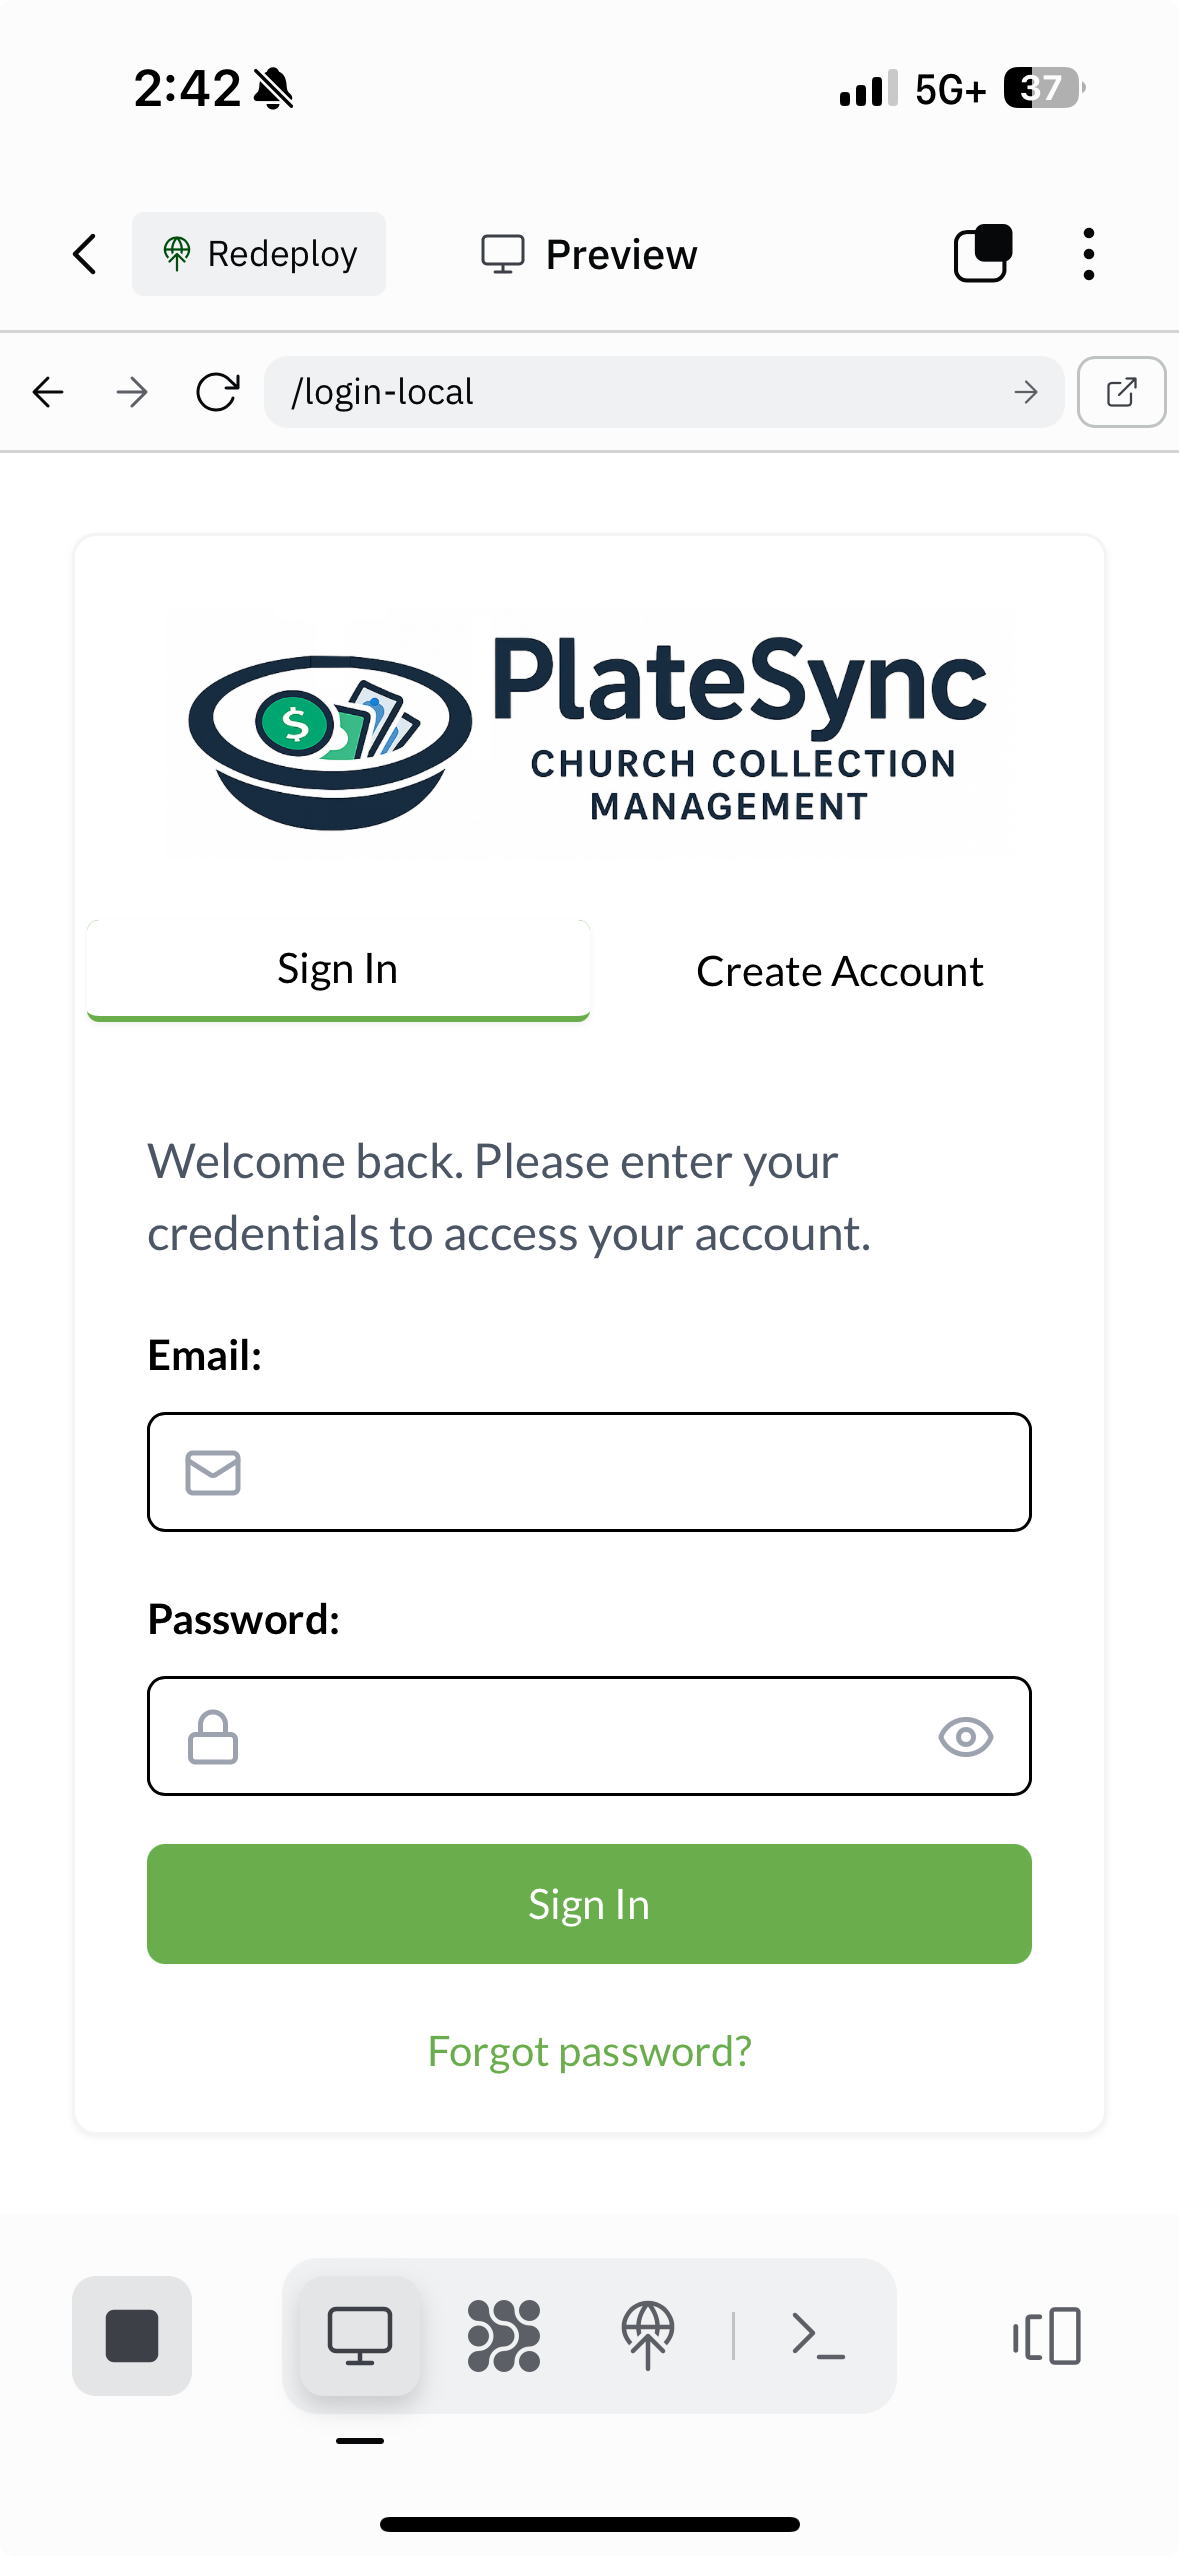 2:42
5G+
37
Redeploy
Preview
/login-local
$
PlateSync
CHURCH COLLECTION
MANAGEMENT
Sign In
Create Account
Welcome back. Please enter your
credentials to access your account.
Email:
Password:
Sign In
Forgot password?